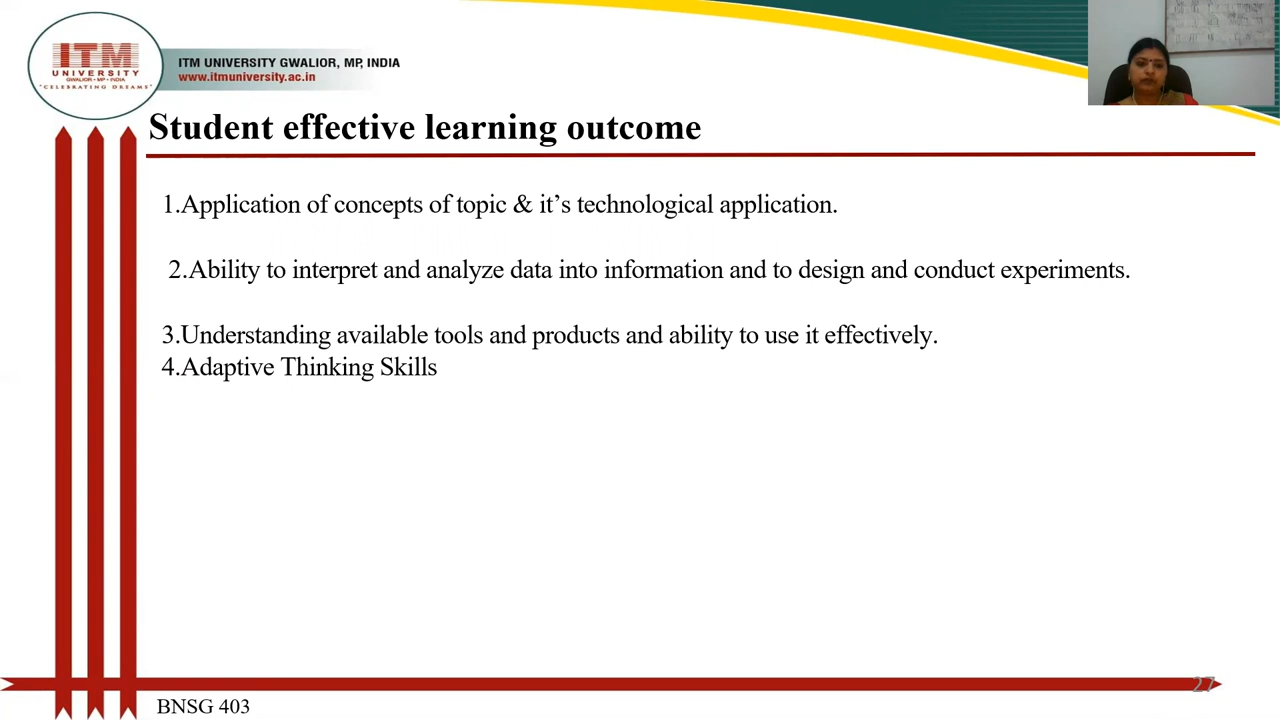 ITM
UNIVERSITY
GWALIOR • MP • INDIA
"CELEBRATING DREAMS"
ITM UNIVERSITY GWALIOR, MP, INDIA
www.itmuniversity.ac.in
Student effective learning outcome
1.Application of concepts of topic & it’s technological application.
2.Ability to interpret and analyze data into information and to design and conduct experiments.
3.Understanding available tools and products and ability to use it effectively.
4.Adaptive Thinking Skills
27
BNSG 403